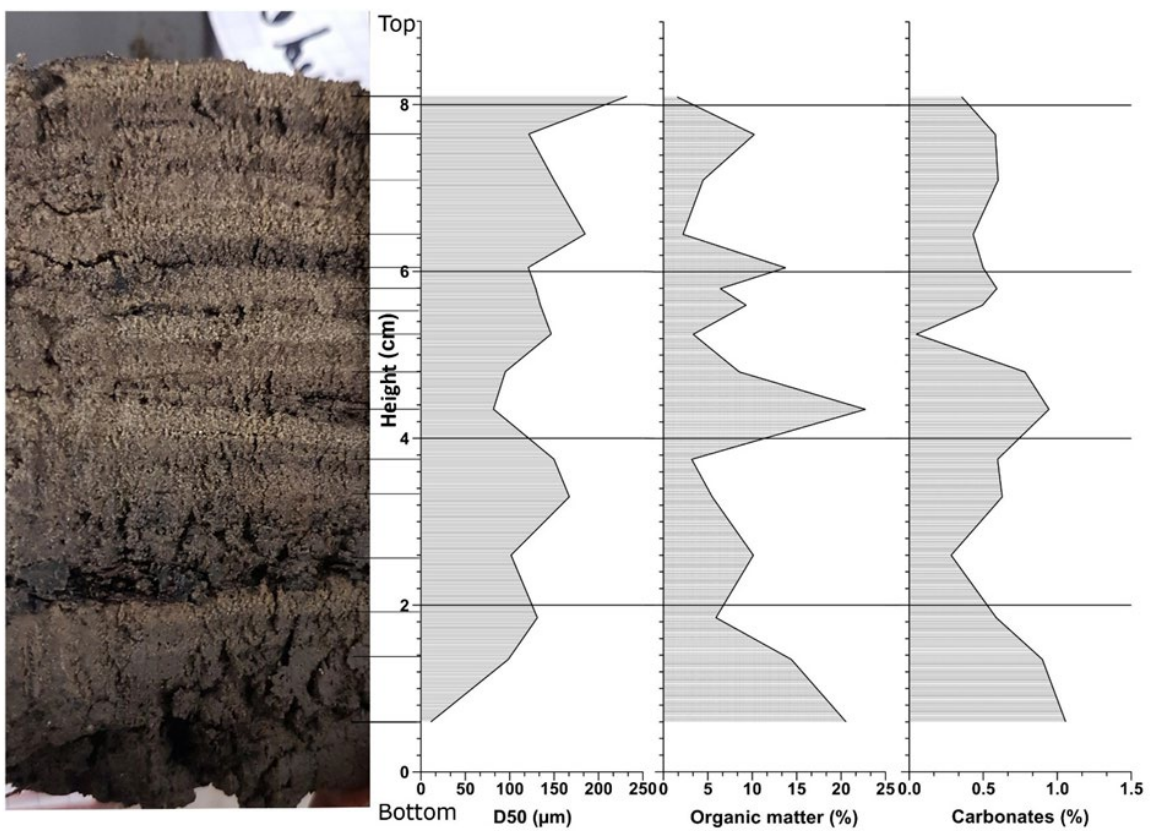 Top
8
6
4
2
0
Height (cm)
Bottom
0 50 100 150 200 250
D50 (µm)
0 5 10 15 20 25
Organic matter (%)
0.0 0.5 1.0 1.5
Carbonates (%)